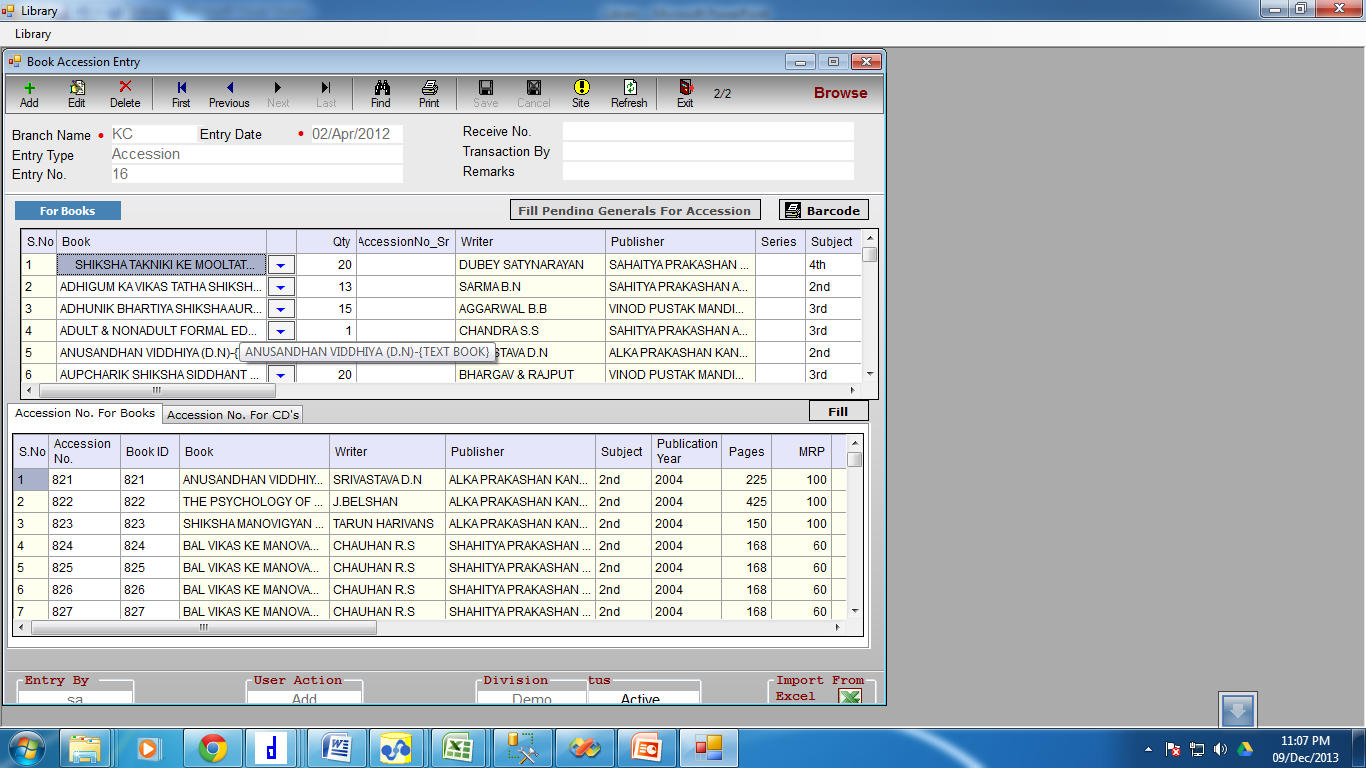 Library
Library
Book Accession Entry
Add Edit Delete First Previous Next Last Find Print Save Cancel Site Refresh Exit 2/2 Browse
Branch Name KC Entry Date 02/Apr/2012 Receive No.
Entry Type Accession Transaction By
Entry No. 16 Remarks
For Books Fill Pending Generals For Accession Barcode
S.No Book Qty AccessionNo_Sr Writer Publisher Series Subject
1 SHIKSHA TAKNIKI KE MOOLTAT... 20 DUBEY SATYNARAYAN SAHAITYA PRAKASHAN ... 4th
2 ADHIGUM KA VIKAS TATHA SHIKSH... 13 SARMA B.N SAHITYA PRAKASHAN A... 2nd
3 ADHUNIK BHARTIYA SHIKSHA AUR... 15 AGGARWAL B.B VINOD PUSTAK MANDI... 3rd
4 ADULT & NONADULT FORMAL ED... 1 CHANDRA S.S SAHITYA PRAKASHAN A... 3rd
5 ANUSANDHAN VIDDHIYA (D.N)-{ ANUSANDHAN VIDDHIYA (D.N)-{TEXT BOOK} STAVA D.N ALKA PRAKASHAN KAN... 2nd
6 AUPCHARIK SHIKSHA SIDDHANT ... 20 BHARGAV & RAJPUT VINOD PUSTAK MANDI... 3rd
Accession No. For Books Accession No. For CD's Fill
S.No Accession No. Book ID Book Writer Publisher Subject Publication Year Pages MRP
1 821 821 ANUSANDHAN VIDDHIY... SRIVASTAVA D.N ALKA PRAKASHAN KAN... 2nd 2004 225 100
2 822 822 THE PSYCHOLOGY OF ... J.BELSHAN ALKA PRAKASHAN KAN... 2nd 2004 425 100
3 823 823 SHIKSHA MANOVIGYAN ... TARUN HARIVANS ALKA PRAKASHAN KAN... 2nd 2004 150 100
4 824 824 BAL VIKAS KE MANOVA... CHAUHAN R.S SHAHITYA PRAKASHAN ... 2nd 2004 168 60
5 825 825 BAL VIKAS KE MANOVA... CHAUHAN R.S SHAHITYA PRAKASHAN ... 2nd 2004 168 60
6 826 826 BAL VIKAS KE MANOVA... CHAUHAN R.S SHAHITYA PRAKASHAN ... 2nd 2004 168 60
7 827 827 BAL VIKAS KE MANOVA... CHAUHAN R.S SHAHITYA PRAKASHAN ... 2nd 2004 168 60
Entry By User Action Division tus Import From
sa Add Demo Active Excel
11:07 PM
09/Dec/2013